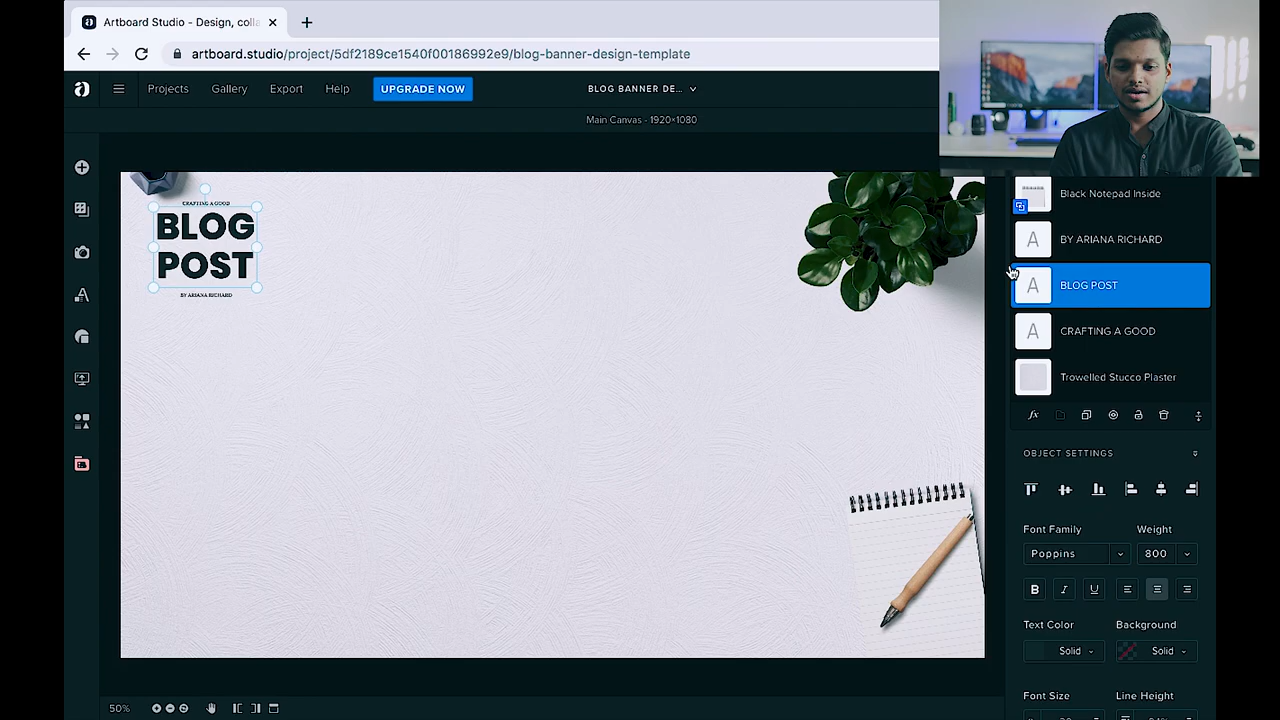 Artboard Studio - Design, colla
artboard.studio/project/5df2189ce1540f00186992e9/blog-banner-design-template
Projects Gallery Export Help UPGRADE NOW BLOG BANNER DE...
Main Canvas - 1920×1080
CRAFTING A GOOD
BLOG
POST
BY ARIANA RICHARD
Black Notepad Inside
BY ARIANA RICHARD
BLOG POST
CRAFTING A GOOD
Trowelled Stucco Plaster
fx
OBJECT SETTINGS
Font Family Weight
Poppins 800
B I U
Text Color Background
Solid Solid
Font Size Line Height
50%